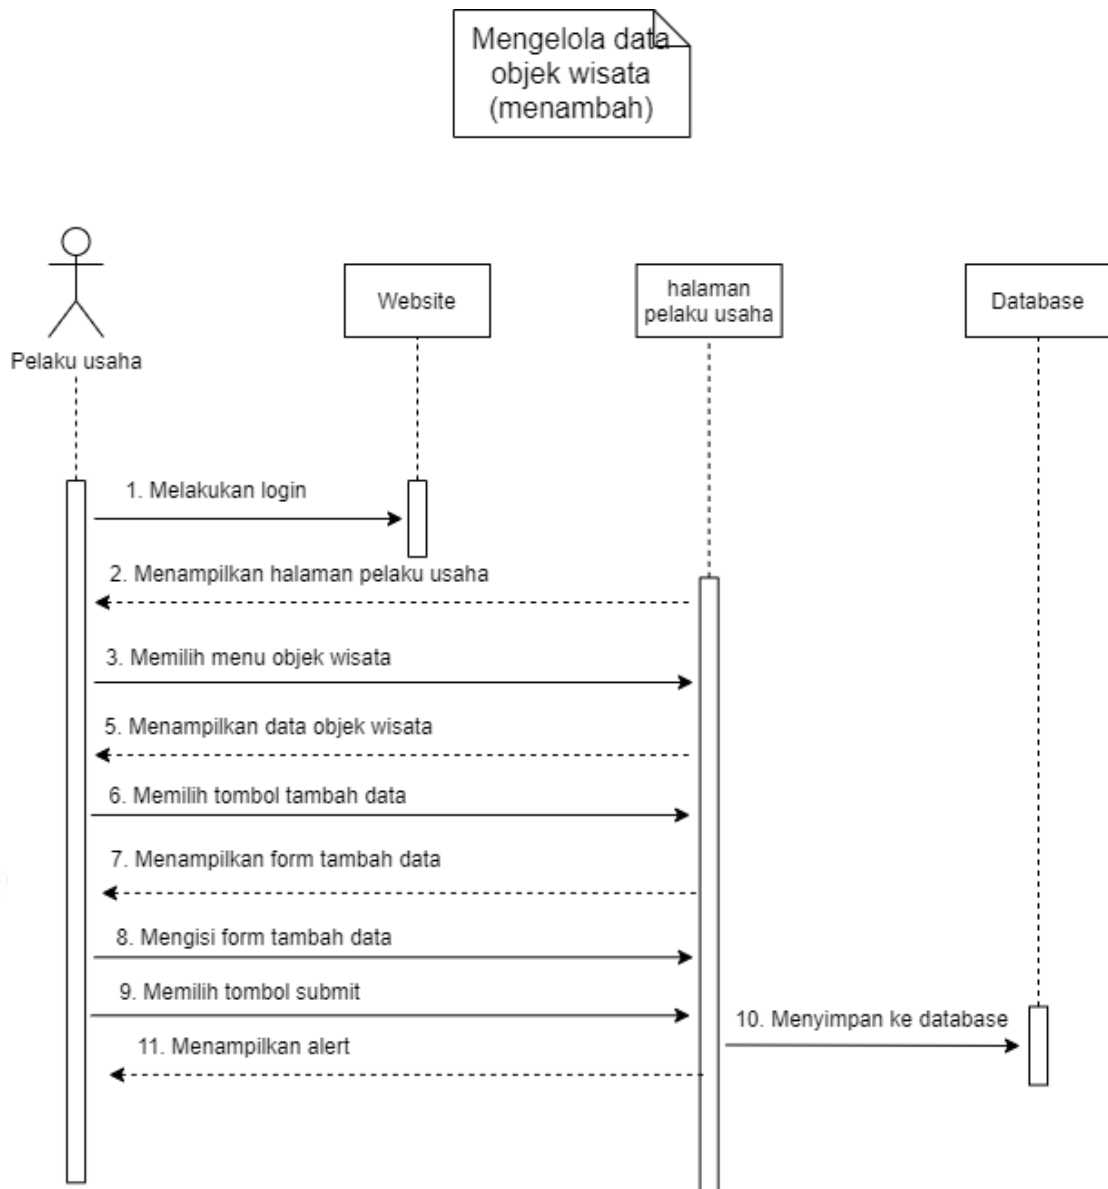 Mengelola data
objek wisata
(menambah)
Pelaku usaha
Website
halaman
pelaku usaha
Database
1. Melakukan login
2. Menampilkan halaman pelaku usaha
3. Memilih menu objek wisata
5. Menampilkan data objek wisata
6. Memilih tombol tambah data
7. Menampilkan form tambah data
8. Mengisi form tambah data
9. Memilih tombol submit
10. Menyimpan ke database
11. Menampilkan alert